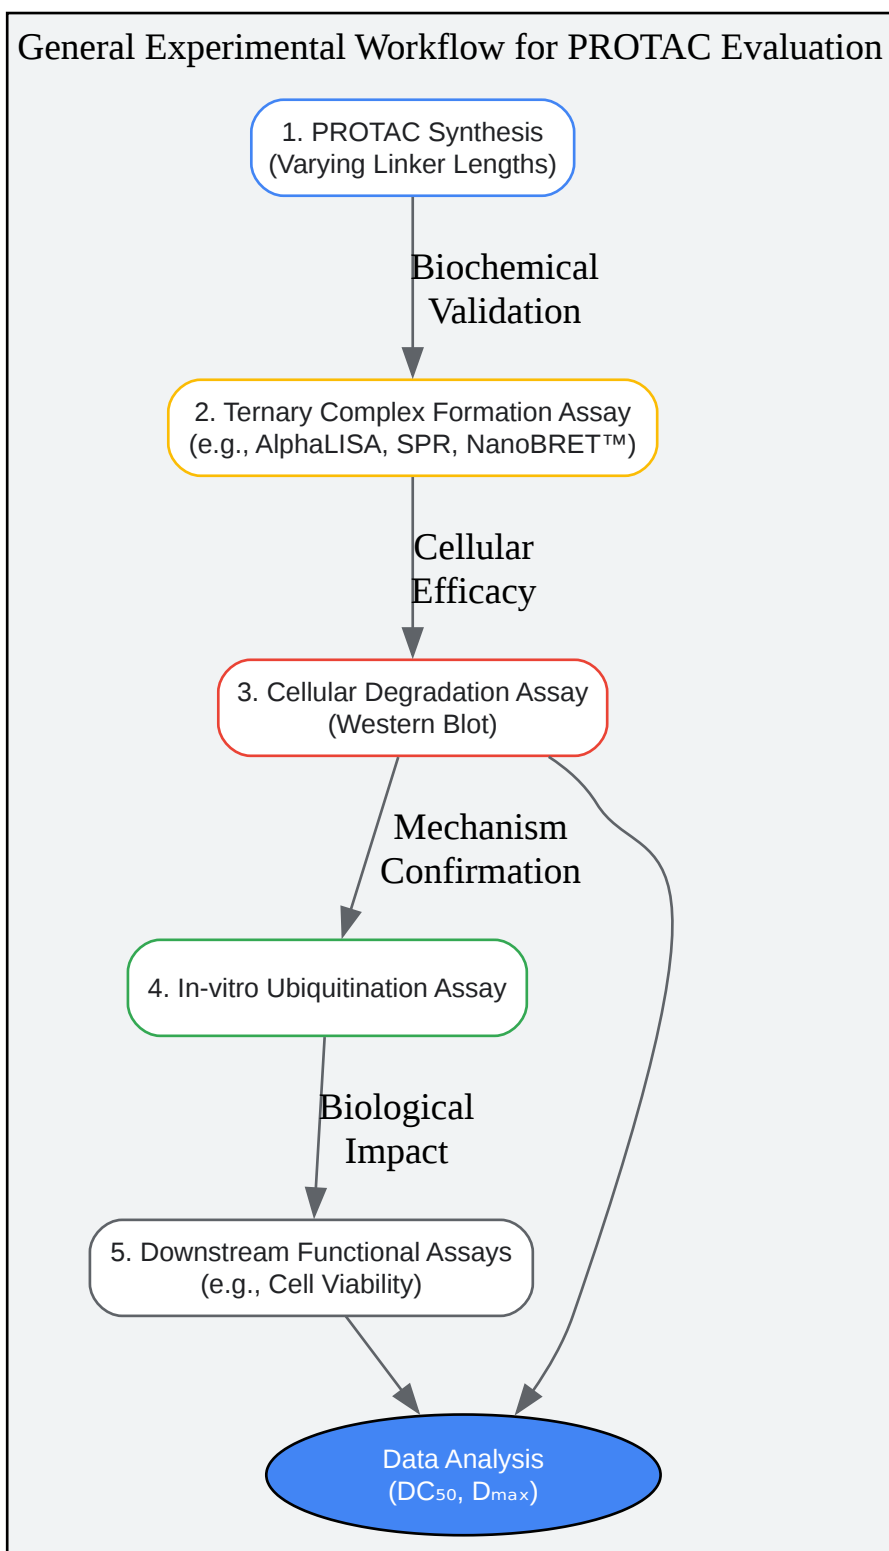 General Experimental Workflow for PROTAC Evaluation
1. PROTAC Synthesis
(Varying Linker Lengths)
Biochemical
Validation
2. Ternary Complex Formation Assay
(e.g., AlphaLISA, SPR, NanoBRET™)
Cellular
Efficacy
3. Cellular Degradation Assay
(Western Blot)
Mechanism
Confirmation
4. In-vitro Ubiquitination Assay
Biological
Impact
5. Downstream Functional Assays
(e.g., Cell Viability)
Data Analysis
(DC₅₀, Dₘₐₓ)